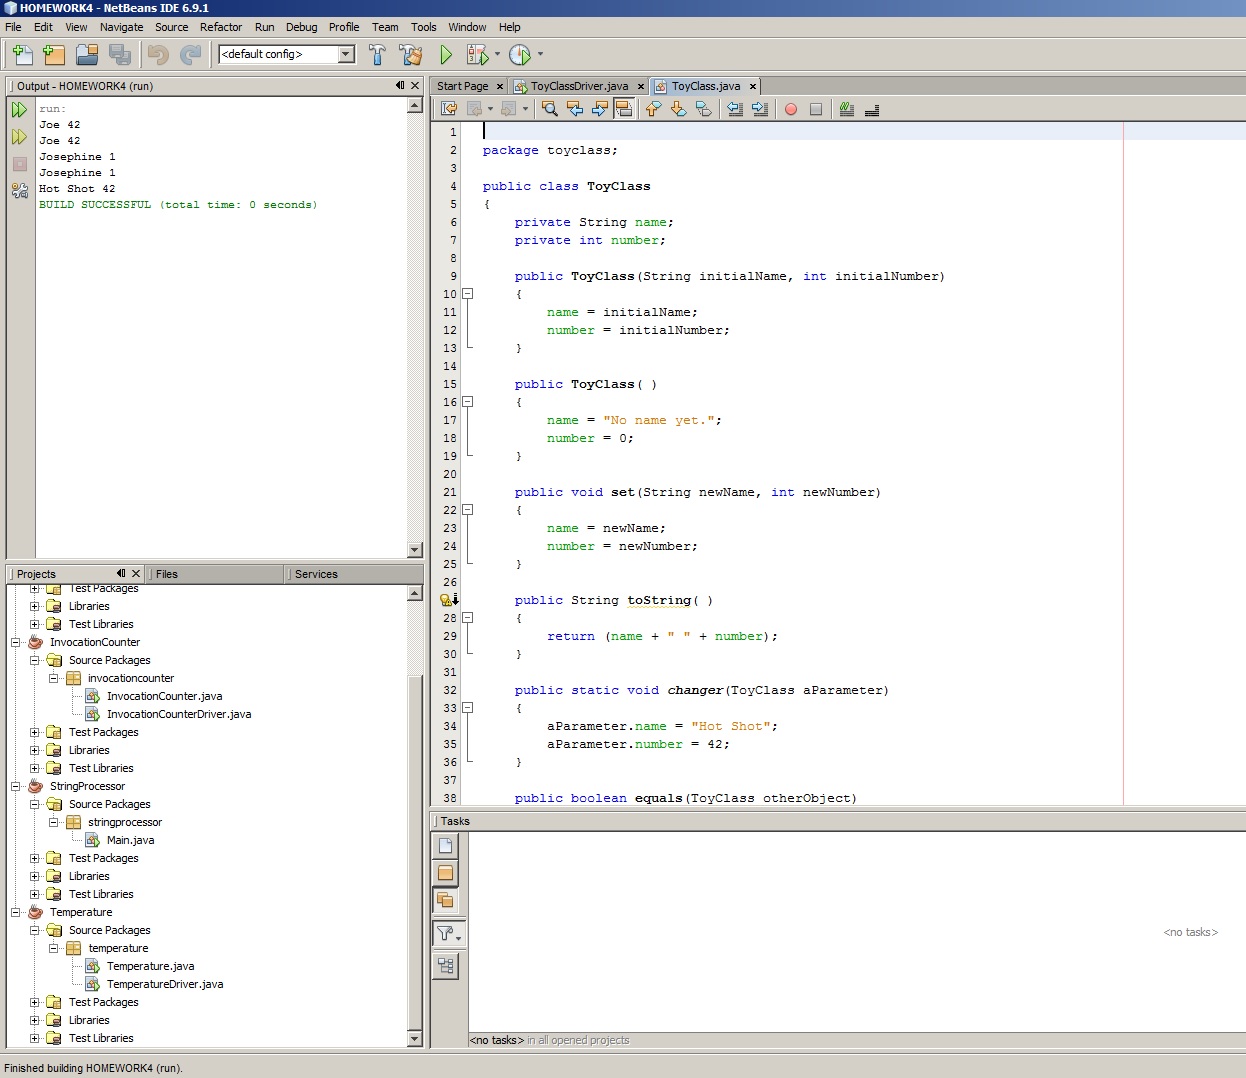 HOMEWORK4 - NetBeans IDE 6.9.1
File Edit View Navigate Source Refactor Run Debug Profile Team Tools Window Help
<default config>
Output - HOMEWORK4 (run)
run:
Joe 42
Joe 42
Josephine 1
Josephine 1
Hot Shot 42
BUILD SUCCESSFUL (total time: 0 seconds)
Projects Files Services
Test Packages
Libraries
Test Libraries
InvocationCounter
Source Packages
invocationcounter
InvocationCounter.java
InvocationCounterDriver.java
Test Packages
Libraries
Test Libraries
StringProcessor
Source Packages
stringprocessor
Main.java
Test Packages
Libraries
Test Libraries
Temperature
Source Packages
temperature
Temperature.java
TemperatureDriver.java
Test Packages
Libraries
Test Libraries
Start Page ToyClassDriver.java ToyClass.java
1
2 package toyclass;
3
4 public class ToyClass
5 {
6 private String name;
7 private int number;
8
9 public ToyClass(String initialName, int initialNumber)
10 {
11 name = initialName;
12 number = initialNumber;
13 }
14
15 public ToyClass( )
16 {
17 name = "No name yet.";
18 number = 0;
19 }
20
21 public void set(String newName, int newNumber)
22 {
23 name = newName;
24 number = newNumber;
25 }
26
public String toString( )
28 {
29 return (name + " " + number);
30 }
31
32 public static void changer(ToyClass aParameter)
33 {
34 aParameter.name = "Hot Shot";
35 aParameter.number = 42;
36 }
37
38 public boolean equals(ToyClass otherObject)
Tasks
<no tasks>
<no tasks> in all opened projects
Finished building HOMEWORK4 (run).